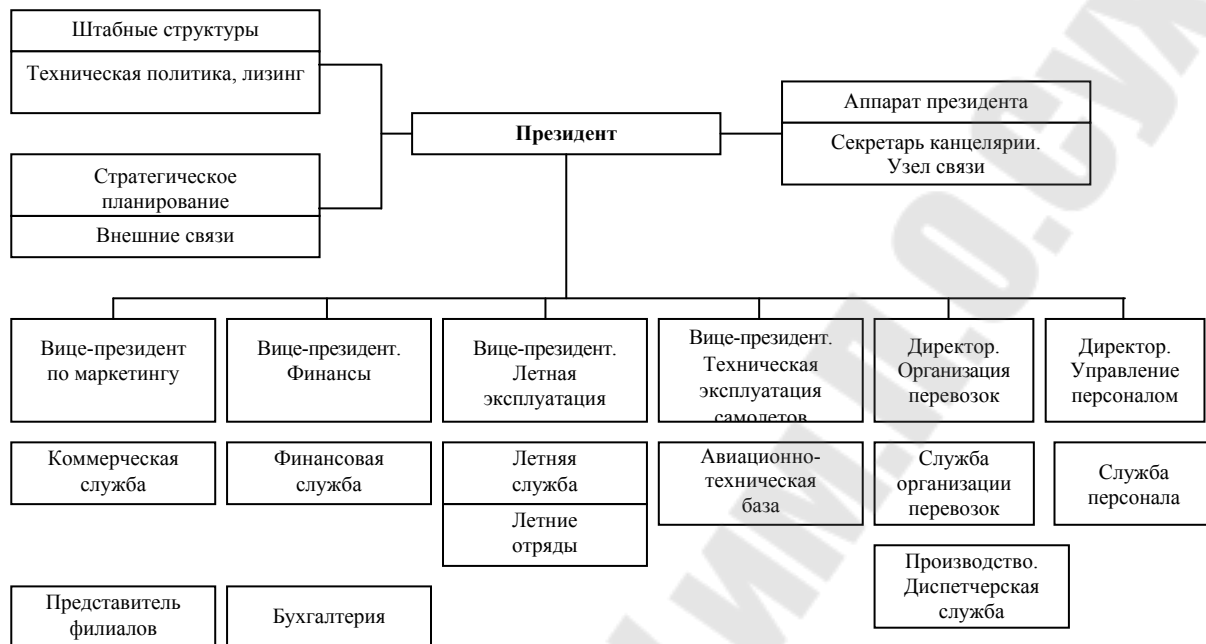 Штабные структуры
Техническая политика, лизинг
Аппарат президента
Президент
Секретарь канцелярии.
Узел связи
Стратегическое
планирование
Внешние связи
Вице-президент
по маркетингу
Вице-президент.
Финансы
Вице-президент.
Летная
эксплуатация
Вице-президент.
Техническая
эксплуатация
самолетов
Директор.
Организация
перевозок
Директор.
Управление
персоналом
Коммерческая
служба
Финансовая
служба
Летняя
служба
Летние
отряды
Авиационно-
техническая
база
Служба
организации
перевозок
Служба
персонала
Производство.
Диспетчерская
служба
Представитель
филиалов
Бухгалтерия
им.П.О.Сух